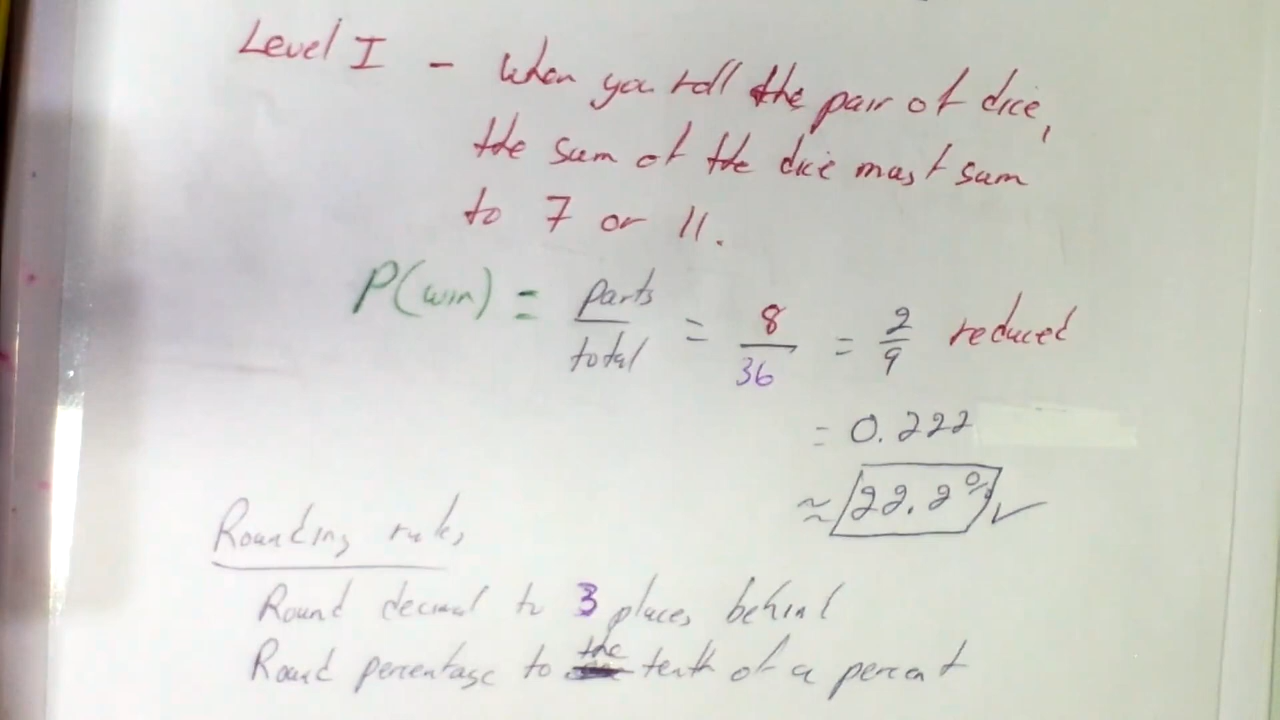 Level I - When you roll the pair of dice,
the sum of the dice must sum
to 7 or 11.
P(win) = parts/total = 8/36 = 2/9 reduced
= 0.222
≈ 22.2% ✓
Rounding rules
Round decimal to 3 places behind
Round percentage to the tenth of a percent